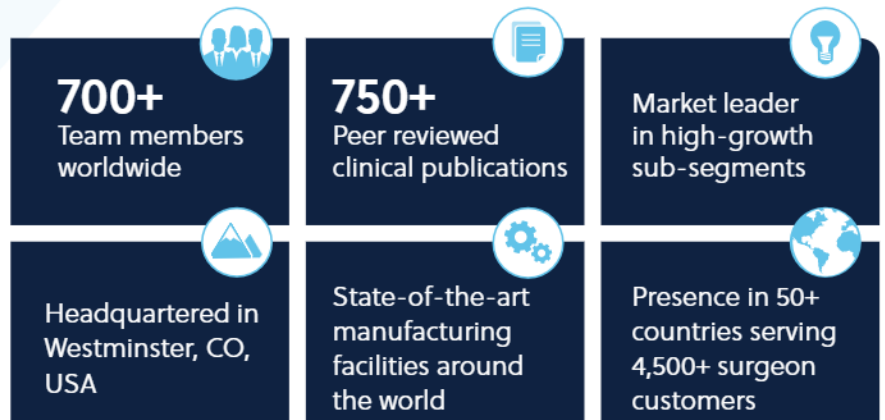 700+
Team members
worldwide
750+
Peer reviewed
clinical publications
Market leader
in high-growth
sub-segments
Headquartered in
Westminster, CO,
USA
State-of-the-art
manufacturing
facilities around
the world
Presence in 50+
countries serving
4,500+ surgeon
customers